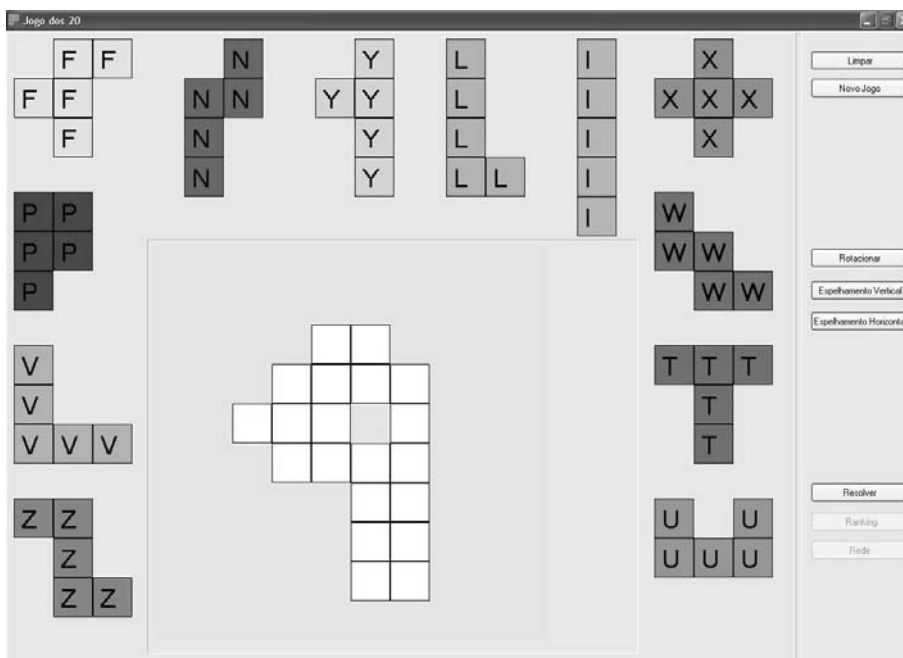 Jogo dos 20
F F
F F
F
N
N N
N
N
Y
Y Y
Y
Y
L
L
L
L L
I
I
I
I
I
X
X X X
X
P P
P P
P
W
W W
W W
V
V
V V V
T T T
T
T
Z Z
Z
Z Z
U U
U U U
Limpar
Novo Jogo
Rotacionar
Espelhamento Vertical
Espelhamento Horizonta
Resolver
Ranking
Rede